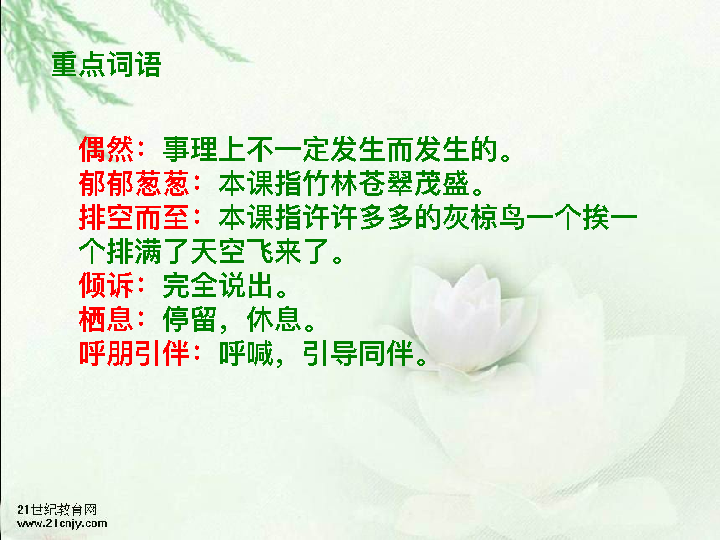 重点词语
偶然：事理上不一定发生而发生的。
郁郁葱葱：本课指竹林苍翠茂盛。
排空而至：本课指许许多多的灰椋鸟一个挨一
个排满了天空飞来了。
倾诉：完全说出。
栖息：停留，休息。
呼朋引伴：呼喊，引导同伴。
21世纪教育网
www.21cnjy.com